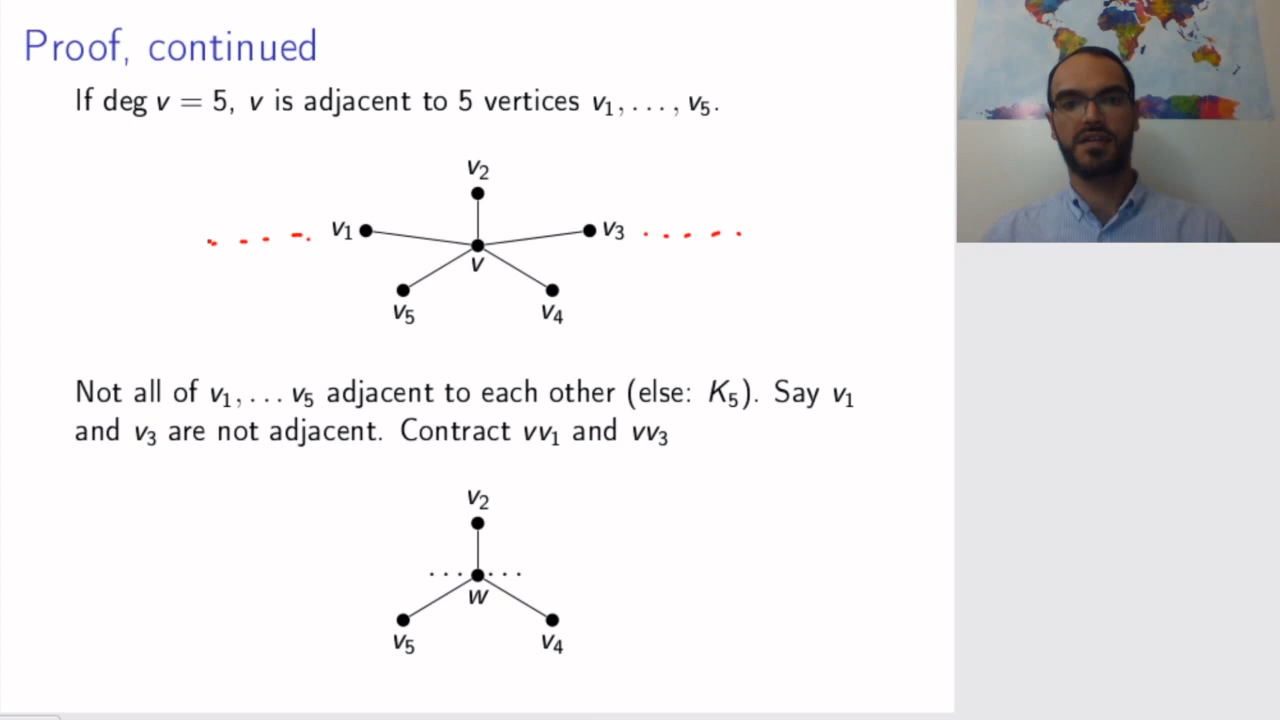 Proof, continued
If deg v = 5, v is adjacent to 5 vertices v₁, . . . , v₅.
v₂
v₁
v₃
v
v₅
v₄
Not all of v₁, . . . v₅ adjacent to each other (else: K₅). Say v₁
and v₃ are not adjacent. Contract vv₁ and vv₃
v₂
. . . . . .
w
v₅
v₄